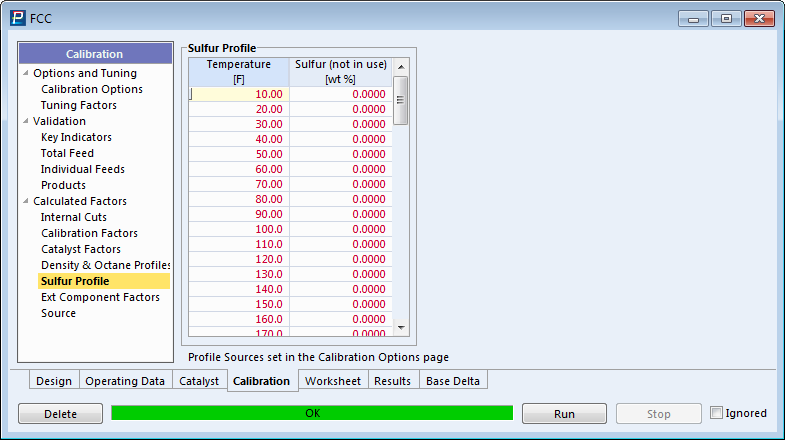 FCC
Calibration
Options and Tuning
Calibration Options
Tuning Factors
Validation
Key Indicators
Total Feed
Individual Feeds
Products
Calculated Factors
Internal Cuts
Calibration Factors
Catalyst Factors
Density & Octane Profiles
Sulfur Profile
Ext Component Factors
Source
Sulfur Profile
Temperature Sulfur (not in use)
[F] [wt %]
10.00 0.0000
20.00 0.0000
30.00 0.0000
40.00 0.0000
50.00 0.0000
60.00 0.0000
70.00 0.0000
80.00 0.0000
90.00 0.0000
100.0 0.0000
110.0 0.0000
120.0 0.0000
130.0 0.0000
140.0 0.0000
150.0 0.0000
160.0 0.0000
170.0 0.0000
Profile Sources set in the Calibration Options page
Design Operating Data Catalyst Calibration Worksheet Results Base Delta
Delete OK Run Stop Ignored